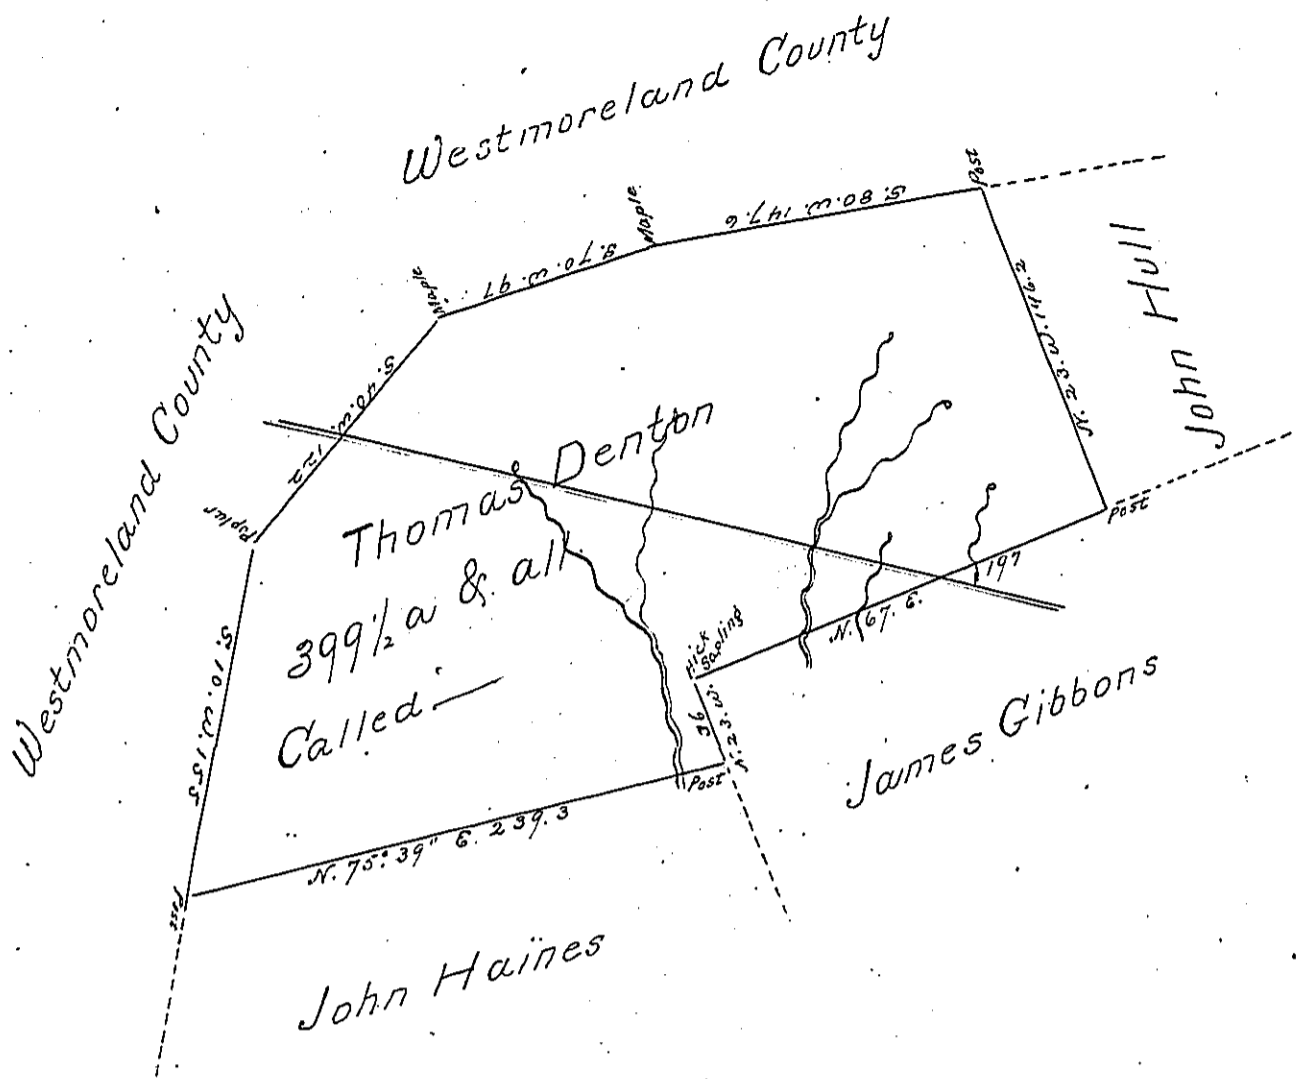 Westmoreland County
Post
S. 80. W. 147.6
Maple
S. 70. W. 97
Maple
S. 40. W. 122
Poplar
Westmoreland County
N. 23. W. 146.2
John Hull
Post
Thomas Denton
399½ a & all
Called
197
N. 67. E.
Hick
Sapling
N. 23. W. 36
Post
James Gibbons
S. 10. W. 155
N. 75° 39" E. 239.3
Post
John Haines